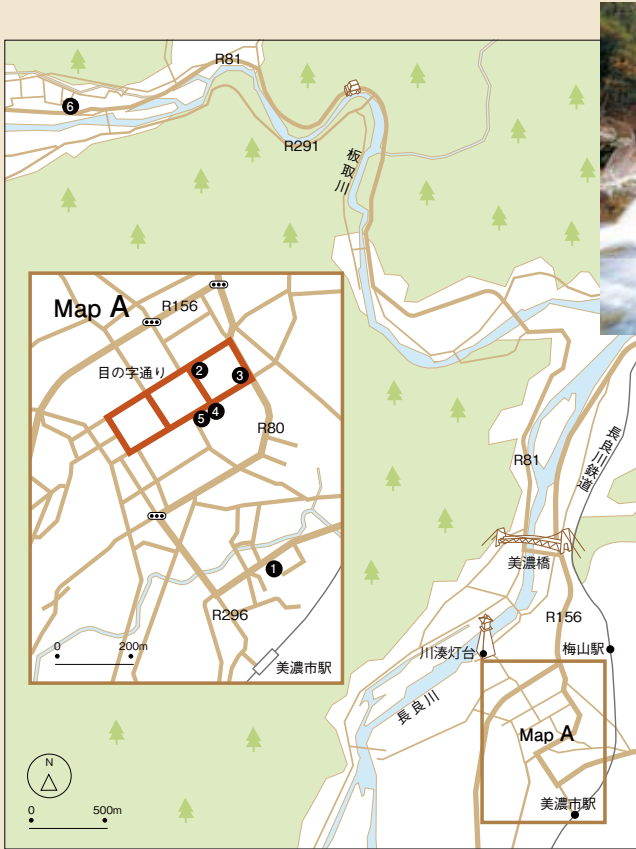 R81
6
R291
板取川
Map A
R156
目の字通り
2
3
5
4
R80
1
R296
0
200m
美濃市駅
長良川鉄道
R81
美濃橋
R156
川湊灯台
梅山駅
長良川
Map A
美濃市駅
N
0
500m